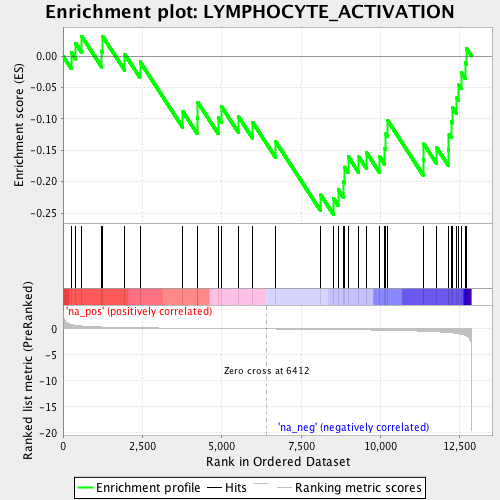 Enrichment plot: LYMPHOCYTE_ACTIVATION
Enrichment score (ES)
0.00
-0.05
-0.10
-0.15
-0.20
-0.25
'na_pos' (positively correlated)
Ranked list metric (PreRanked)
0
-5
-10
-15
-20
Zero cross at 6412
'na_neg' (negatively correlated)
0
2,500
5,000
7,500
10,000
12,500
Rank in Ordered Dataset
Enrichment profile
Hits
Ranking metric scores